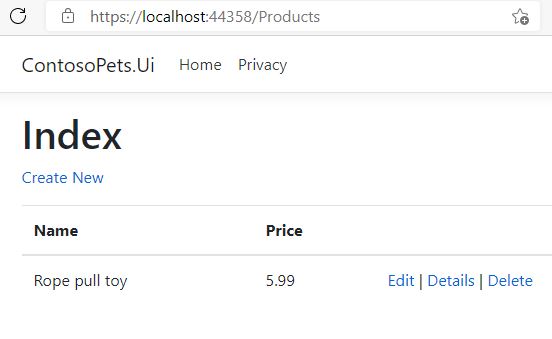 https://localhost:44358/Products
ContosoPets.Ui Home Privacy
Index
Create New
Name Price
Rope pull toy 5.99 Edit | Details | Delete